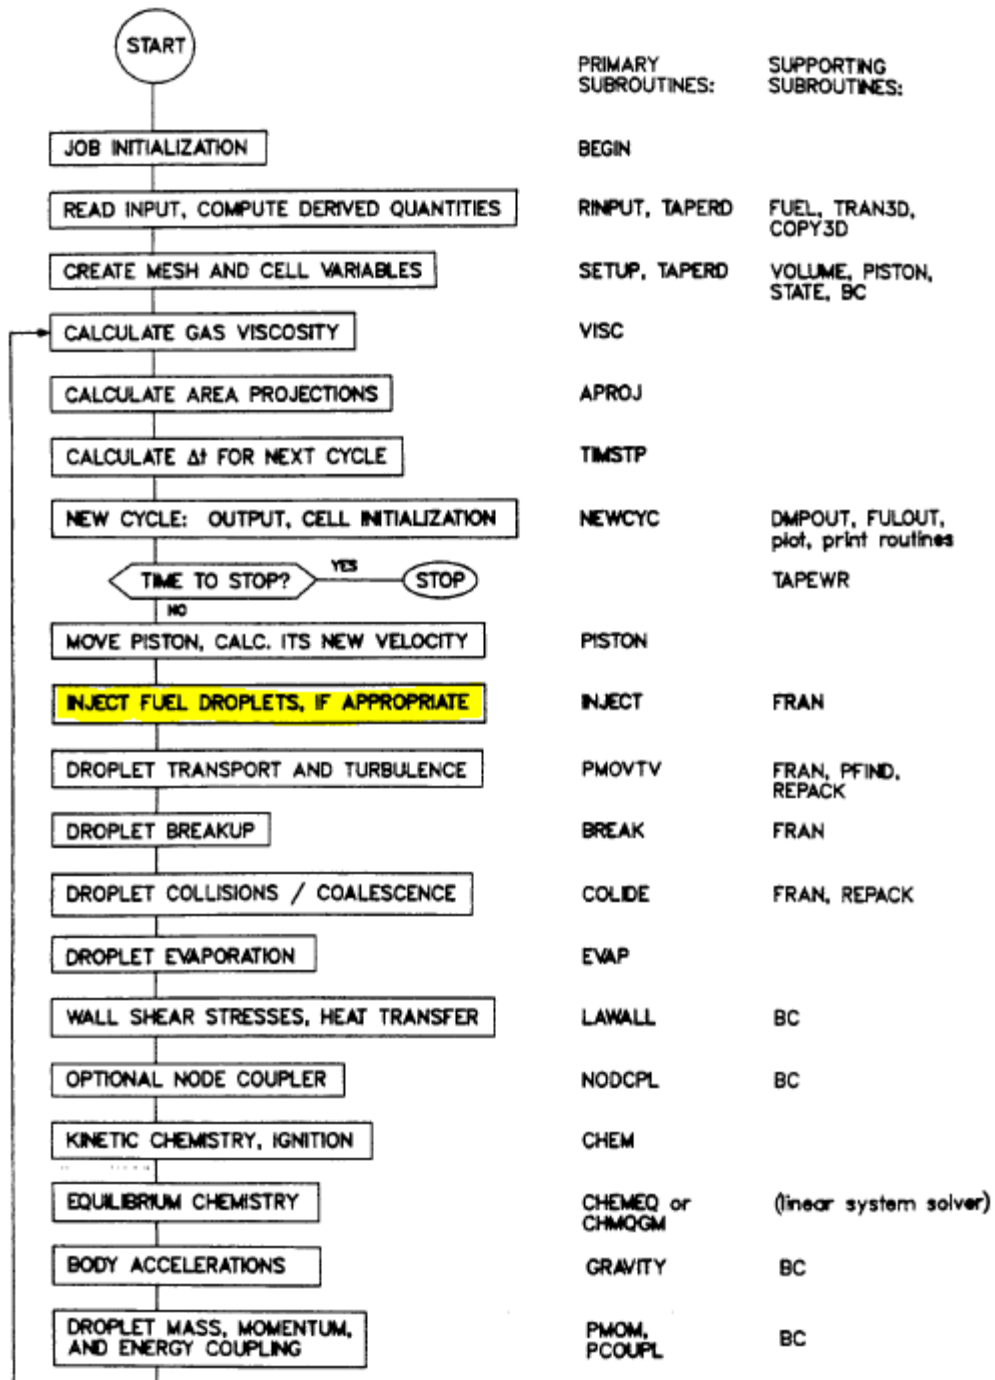 START
PRIMARY SUPPORTING
SUBROUTINES: SUBROUTINES:
JOB INITIALIZATION BEGIN
READ INPUT, COMPUTE DERIVED QUANTITIES RINPUT, TAPERD FUEL, TRAN3D,
COPY3D
CREATE MESH AND CELL VARIABLES SETUP, TAPERD VOLUME, PISTON,
STATE, BC
CALCULATE GAS VISCOSITY VISC
CALCULATE AREA PROJECTIONS APROJ
CALCULATE Δt FOR NEXT CYCLE TIMSTP
NEW CYCLE: OUTPUT, CELL INITIALIZATION NEWCYC DMPOUT, FULOUT,
plot, print routines
TIME TO STOP? YES STOP TAPEWR
NO
MOVE PISTON, CALC. ITS NEW VELOCITY PISTON
INJECT FUEL DROPLETS, IF APPROPRIATE INJECT FRAN
DROPLET TRANSPORT AND TURBULENCE PMOVTV FRAN, PFIND,
REPACK
DROPLET BREAKUP BREAK FRAN
DROPLET COLLISIONS / COALESCENCE COLIDE FRAN, REPACK
DROPLET EVAPORATION EVAP
WALL SHEAR STRESSES, HEAT TRANSFER LAWALL BC
OPTIONAL NODE COUPLER NODCPL BC
KINETIC CHEMISTRY, IGNITION CHEM
EQUILIBRIUM CHEMISTRY CHEMEQ or (linear system solver)
CHMQGM
BODY ACCELERATIONS GRAVITY BC
DROPLET MASS, MOMENTUM, PMOM, BC
AND ENERGY COUPLING PCOUPL